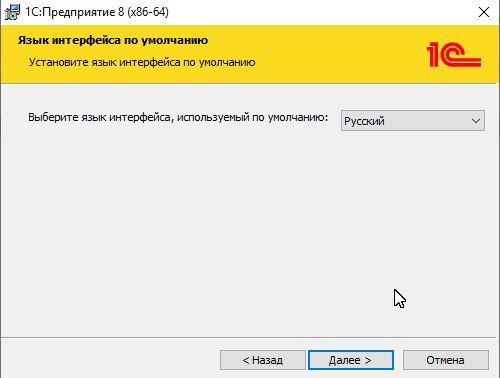 1С:Предприятие 8 (x86-64)
Язык интерфейса по умолчанию
Установите язык интерфейса по умолчанию
1С
Выберите язык интерфейса, используемый по умолчанию:
Русский
< Назад
Далее >
Отмена